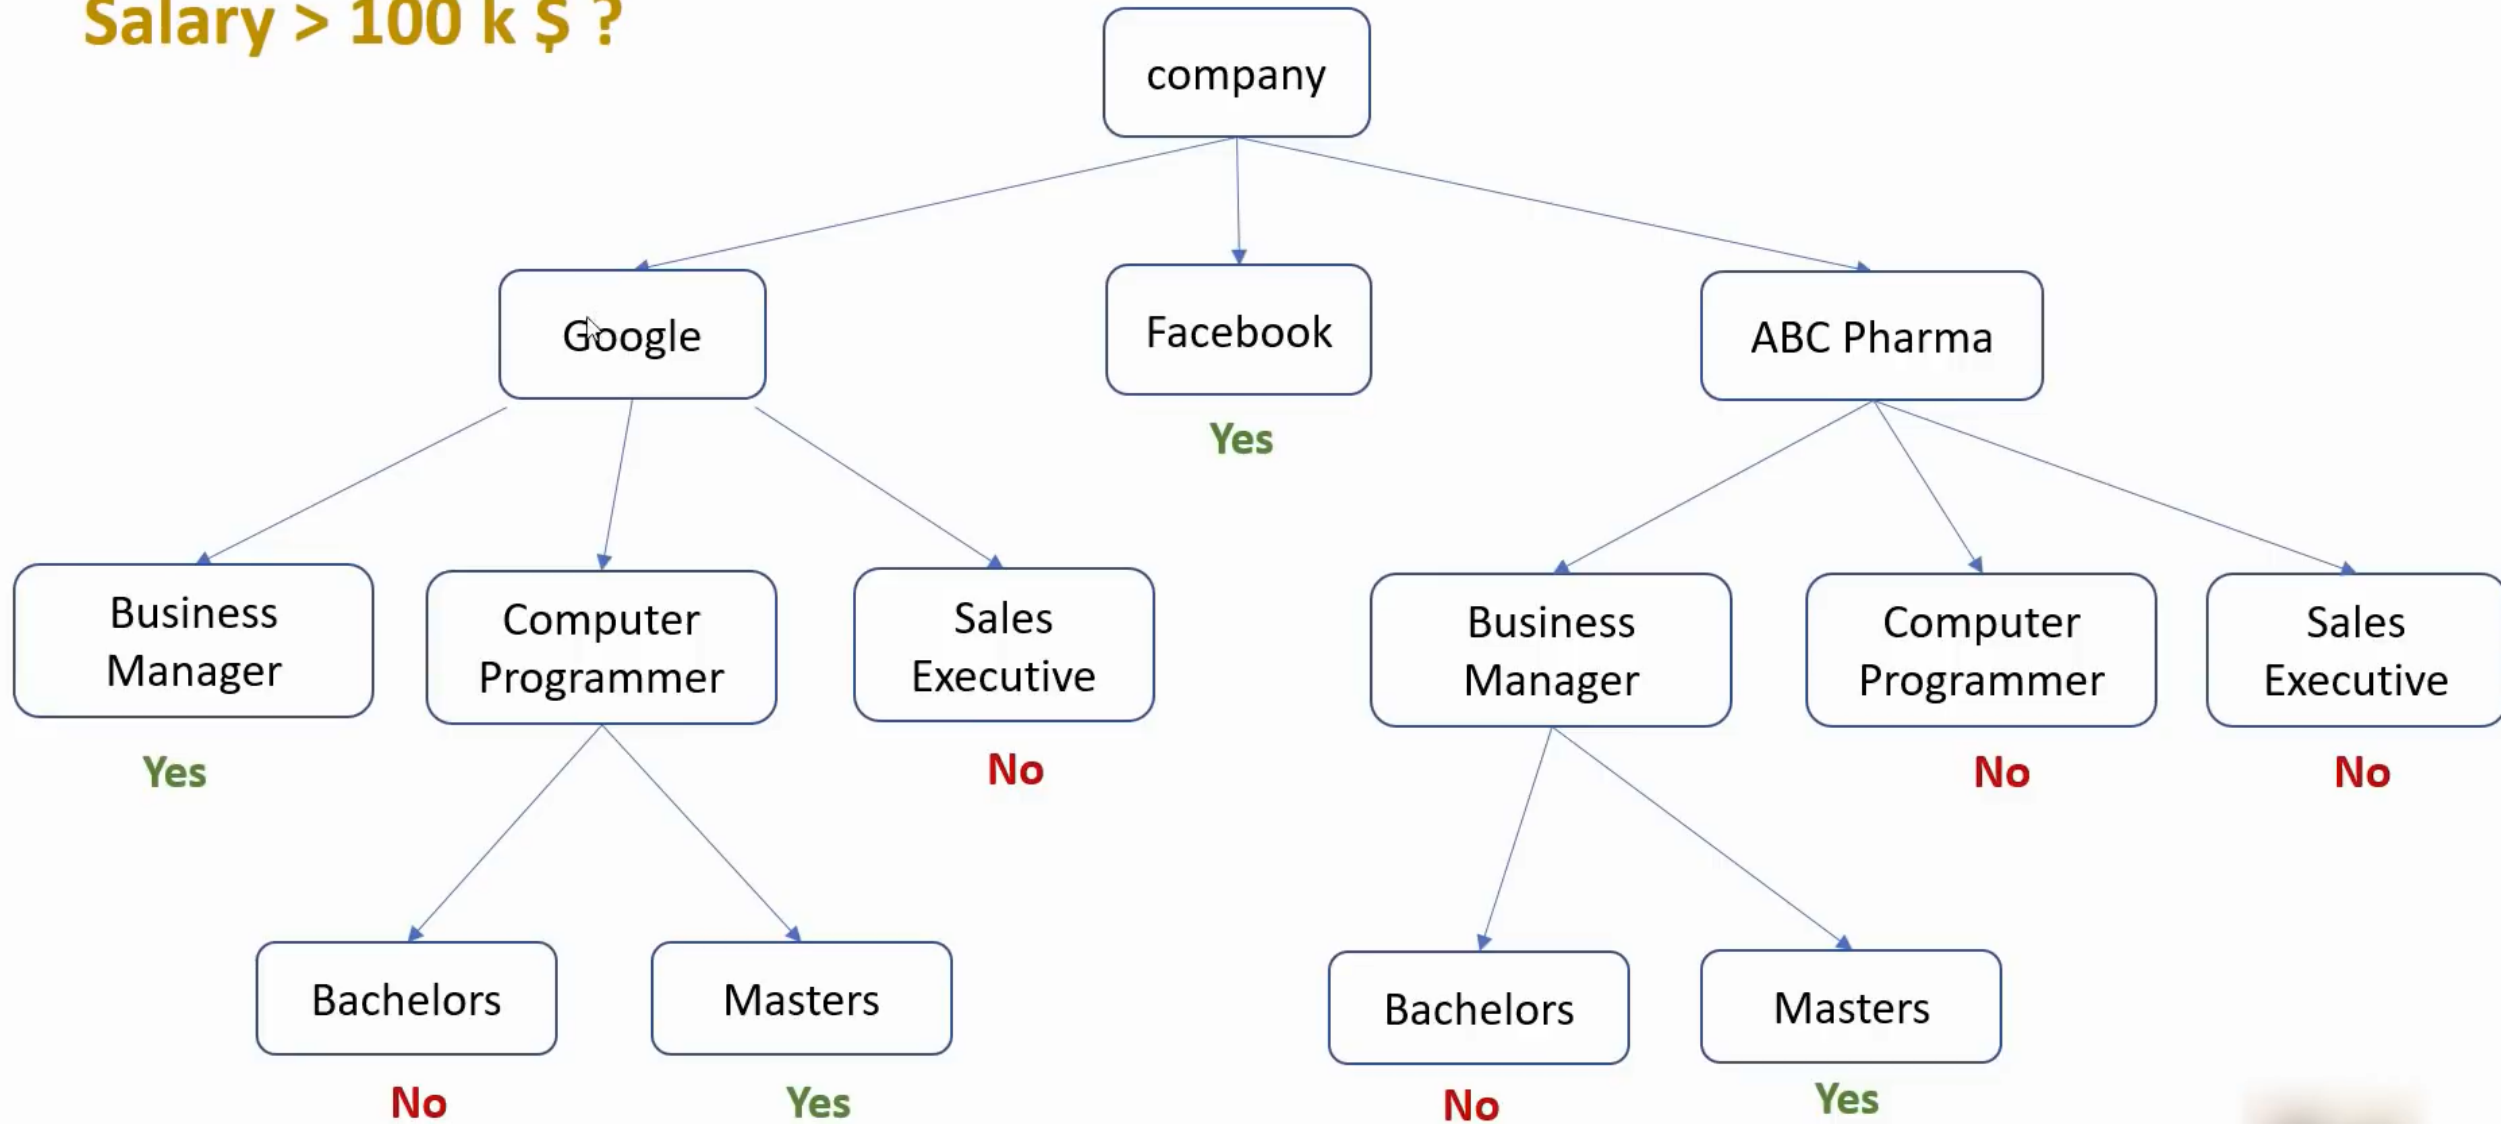 Salary > 100 k $ ?
company
Google
Facebook
ABC Pharma
Yes
Business
Manager
Computer
Programmer
Sales
Executive
Business
Manager
Computer
Programmer
Sales
Executive
Yes
No
No
No
Bachelors
Masters
Bachelors
Masters
No
Yes
No
Yes